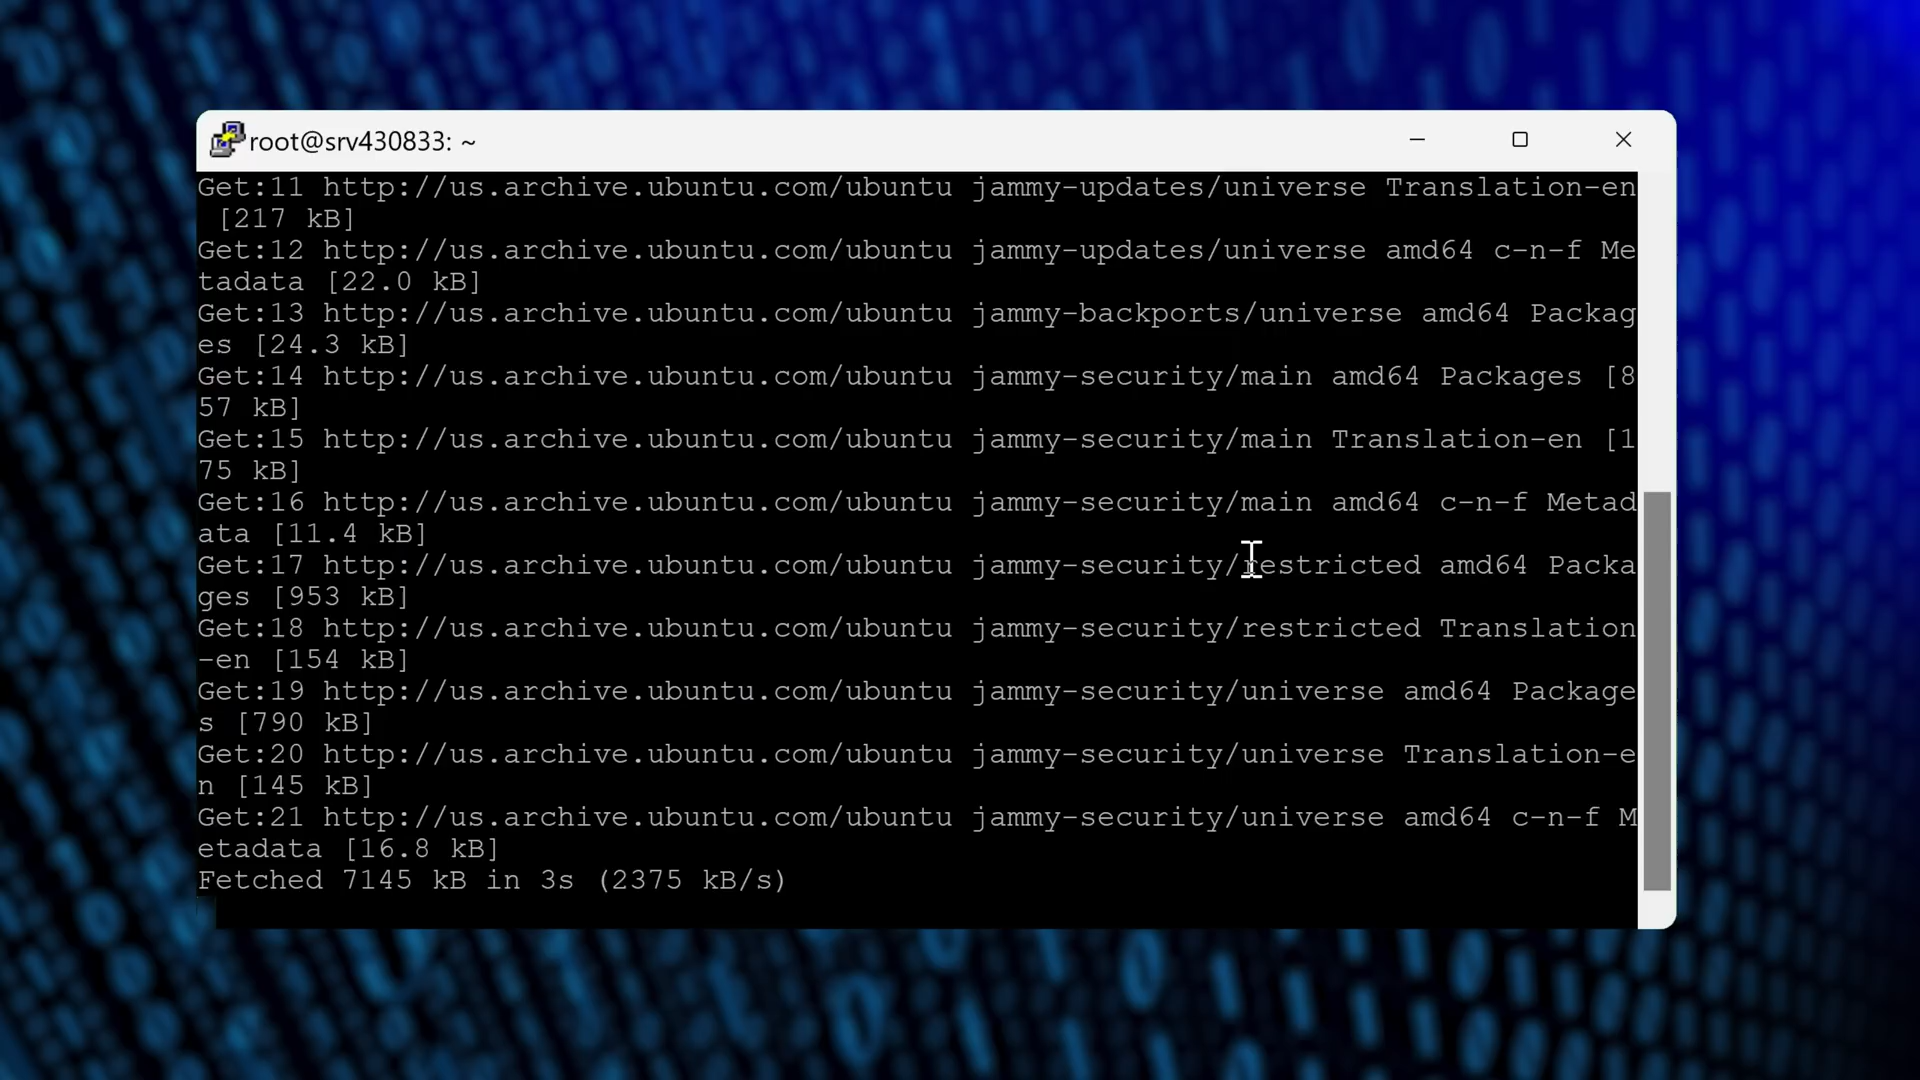 root@srv430833: ~
Get:11 http://us.archive.ubuntu.com/ubuntu jammy-updates/universe Translation-en
 [217 kB]
Get:12 http://us.archive.ubuntu.com/ubuntu jammy-updates/universe amd64 c-n-f Me
tadata [22.0 kB]
Get:13 http://us.archive.ubuntu.com/ubuntu jammy-backports/universe amd64 Packag
es [24.3 kB]
Get:14 http://us.archive.ubuntu.com/ubuntu jammy-security/main amd64 Packages [8
57 kB]
Get:15 http://us.archive.ubuntu.com/ubuntu jammy-security/main Translation-en [1
75 kB]
Get:16 http://us.archive.ubuntu.com/ubuntu jammy-security/main amd64 c-n-f Metad
ata [11.4 kB]
Get:17 http://us.archive.ubuntu.com/ubuntu jammy-security/restricted amd64 Packa
ges [953 kB]
Get:18 http://us.archive.ubuntu.com/ubuntu jammy-security/restricted Translation
-en [154 kB]
Get:19 http://us.archive.ubuntu.com/ubuntu jammy-security/universe amd64 Package
s [790 kB]
Get:20 http://us.archive.ubuntu.com/ubuntu jammy-security/universe Translation-e
n [145 kB]
Get:21 http://us.archive.ubuntu.com/ubuntu jammy-security/universe amd64 c-n-f M
etadata [16.8 kB]
Fetched 7145 kB in 3s (2375 kB/s)